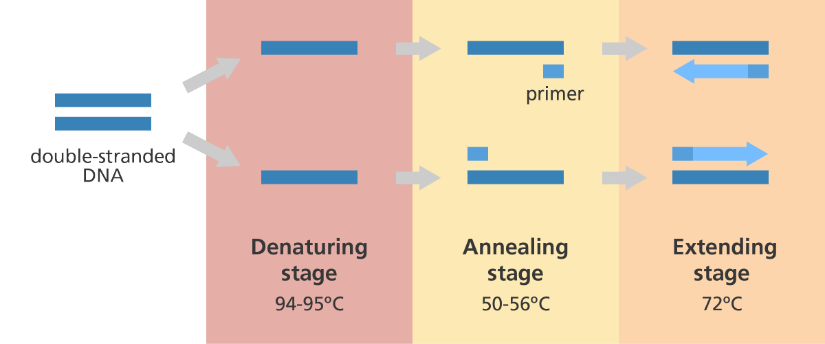 primer
double-stranded
DNA
Denaturing
stage
94-95°C
Annealing
stage
50-56°C
Extending
stage
72°C